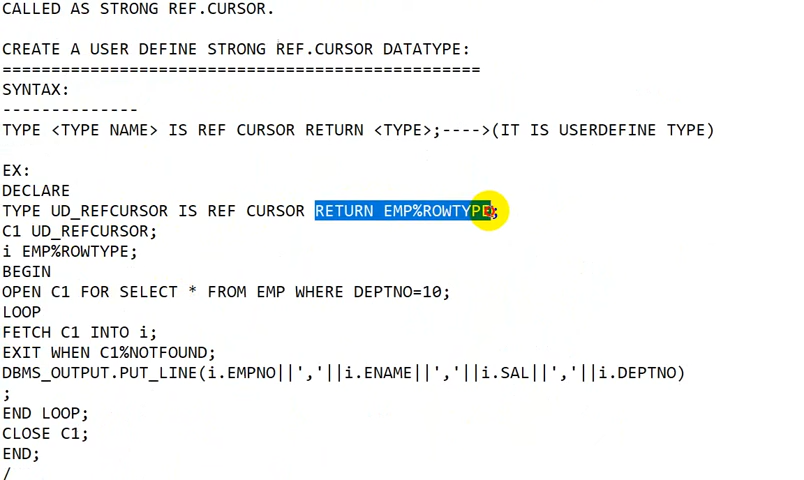 CALLED AS STRONG REF.CURSOR.
CREATE A USER DEFINE STRONG REF.CURSOR DATATYPE:
=================================================
SYNTAX:
--------------
TYPE <TYPE NAME> IS REF CURSOR RETURN <TYPE>;---->(IT IS USERDEFINE TYPE)
EX:
DECLARE
TYPE UD_REFCURSOR IS REF CURSOR RETURN EMP%ROWTYPE;
C1 UD_REFCURSOR;
i EMP%ROWTYPE;
BEGIN
OPEN C1 FOR SELECT * FROM EMP WHERE DEPTNO=10;
LOOP
FETCH C1 INTO i;
EXIT WHEN C1%NOTFOUND;
DBMS_OUTPUT.PUT_LINE(i.EMPNO||','||i.ENAME||','||i.SAL||','||i.DEPTNO)
;
END LOOP;
CLOSE C1;
END;
/